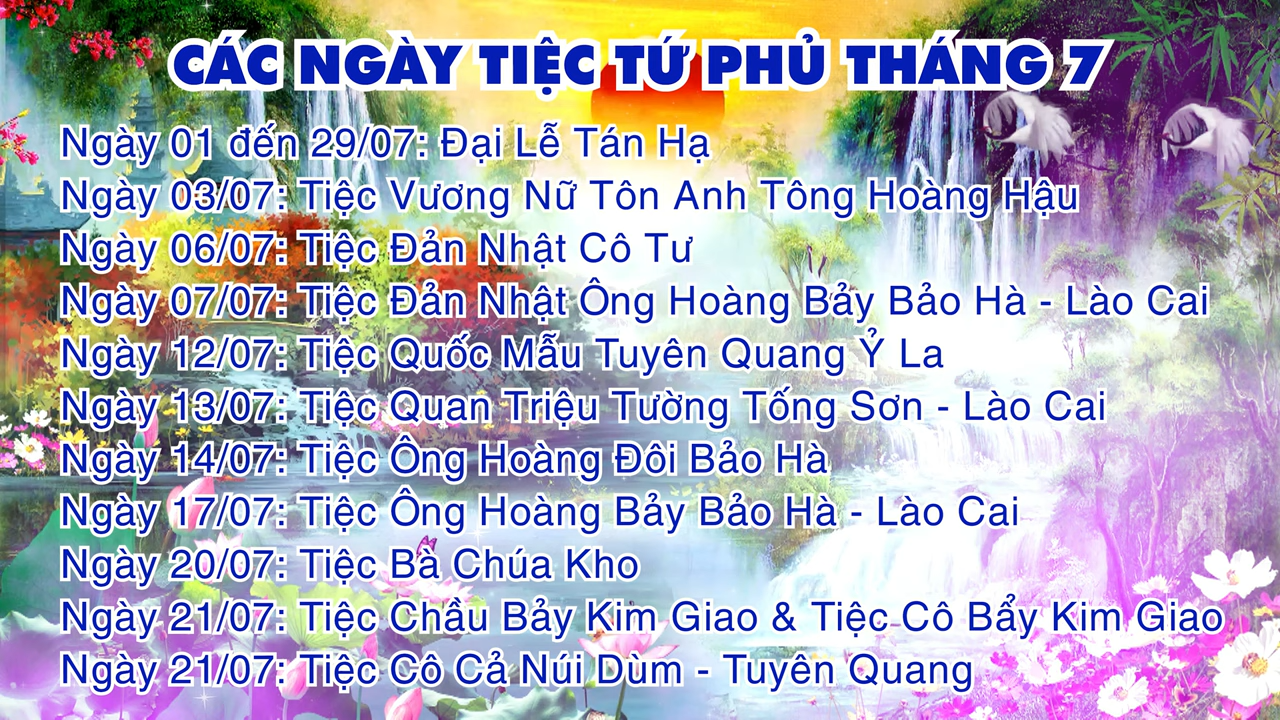 CÁC NGÀY TIỆC TỨ PHỦ THÁNG 7
Ngày 01 đến 29/07: Đại Lễ Tán Hạ
Ngày 03/07: Tiệc Vương Nữ Tôn Anh Tông Hoàng Hậu
Ngày 06/07: Tiệc Đản Nhật Cô Tư
Ngày 07/07: Tiệc Đản Nhật Ông Hoàng Bảy Bảo Hà - Lào Cai
Ngày 12/07: Tiệc Quốc Mẫu Tuyên Quang Ỷ La
Ngày 13/07: Tiệc Quan Triệu Tường Tống Sơn - Lào Cai
Ngày 14/07: Tiệc Ông Hoàng Đôi Bảo Hà
Ngày 17/07: Tiệc Ông Hoàng Bảy Bảo Hà - Lào Cai
Ngày 20/07: Tiệc Bà Chúa Kho
Ngày 21/07: Tiệc Chầu Bảy Kim Giao & Tiệc Cô Bẩy Kim Giao
Ngày 21/07: Tiệc Cô Cả Núi Dùm - Tuyên Quang